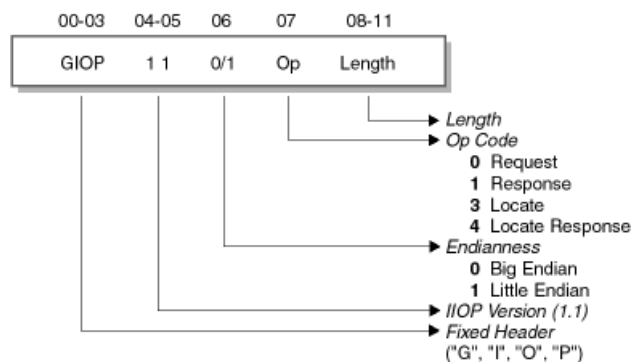 00-03 04-05 06 07 08-11
GIOP 1 1 0/1 Op Length
Length
Op Code
0 Request
1 Response
3 Locate
4 Locate Response
Endianness
0 Big Endian
1 Little Endian
IIOP Version (1.1)
Fixed Header
("G", "I", "O", "P")